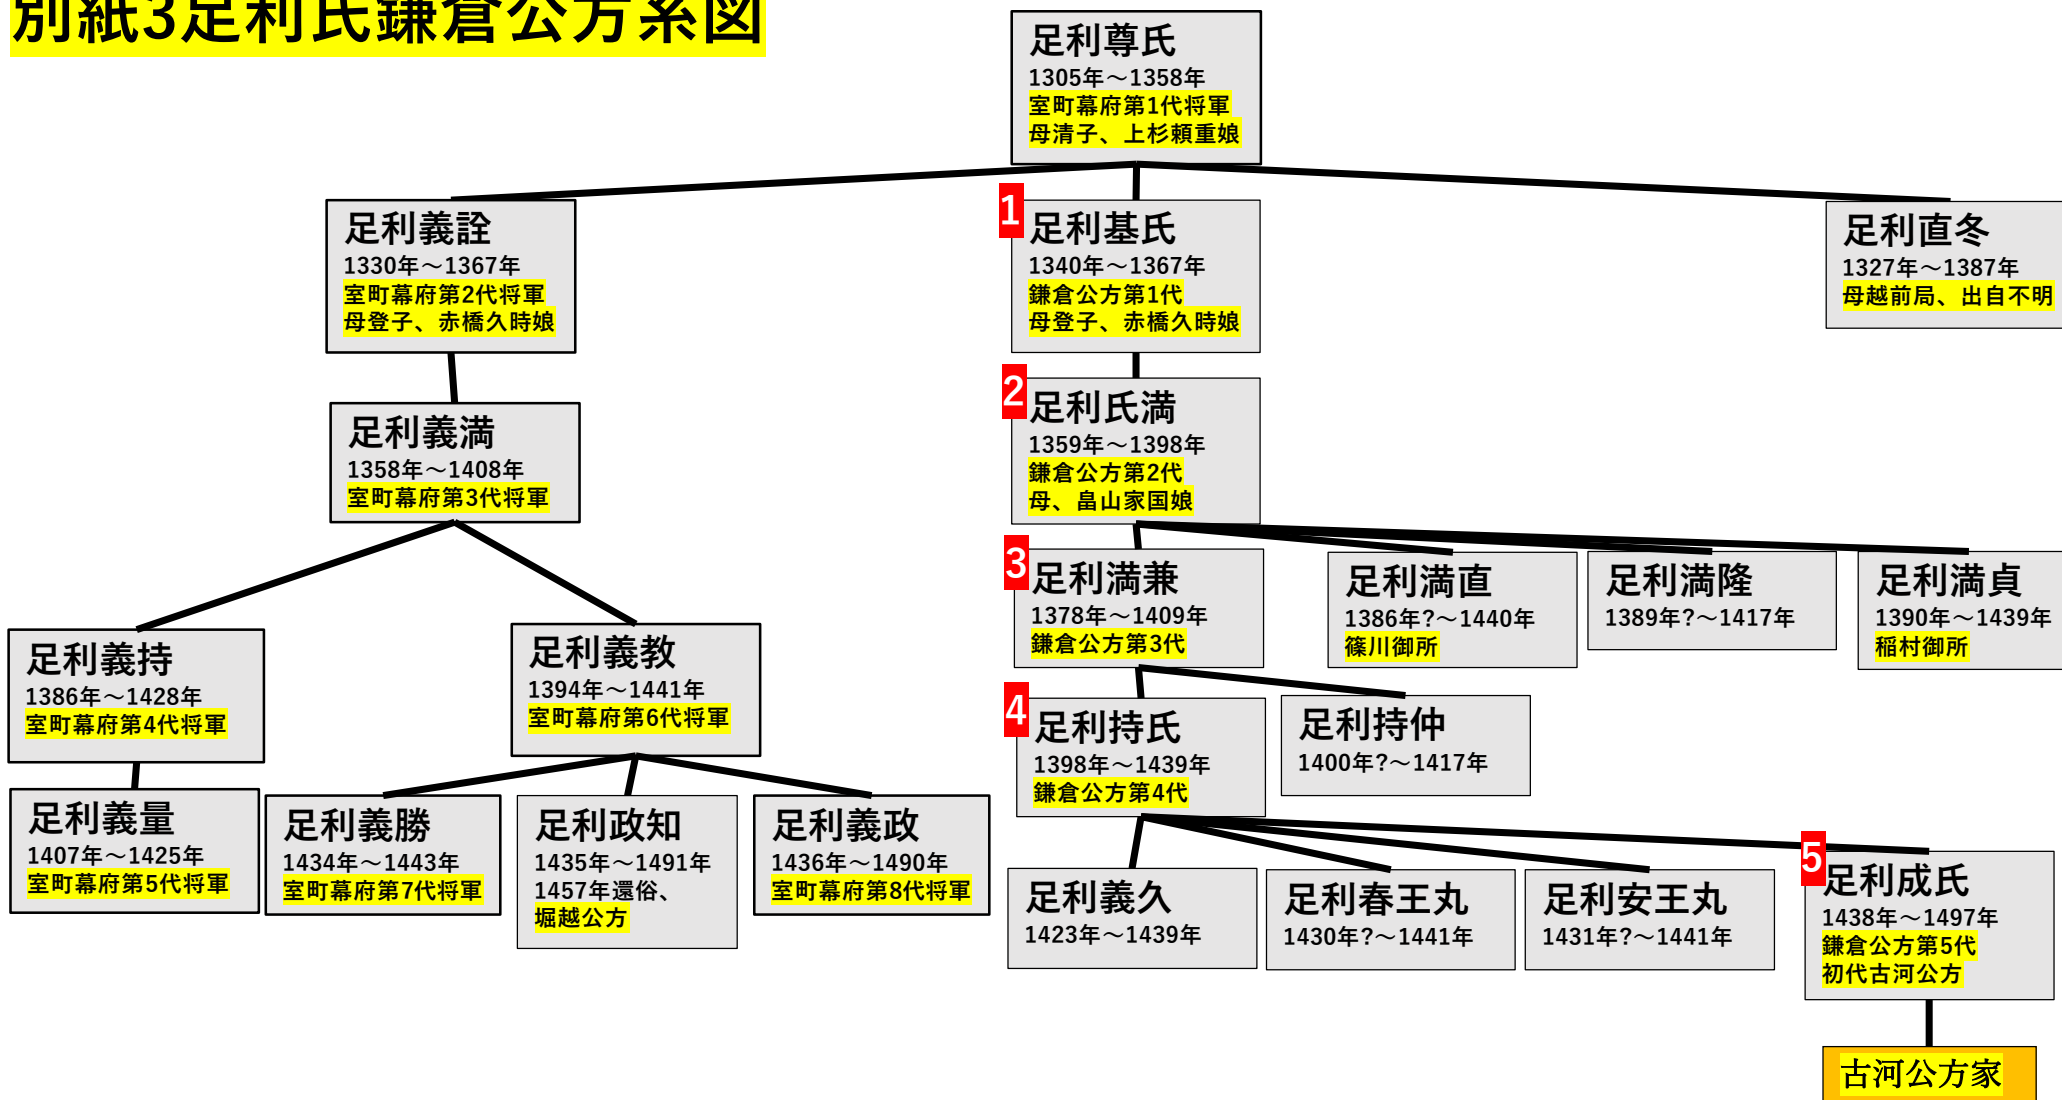 別紙3足利氏鎌倉公方系図
足利尊氏
1305年～1358年
室町幕府第1代将軍
母清子、上杉頼重娘
足利義詮
1330年～1367年
室町幕府第2代将軍
母登子、赤橋久時娘
1
足利基氏
1340年～1367年
鎌倉公方第1代
母登子、赤橋久時娘
足利直冬
1327年～1387年
母越前局、出自不明
足利義満
1358年～1408年
室町幕府第3代将軍
2
足利氏満
1359年～1398年
鎌倉公方第2代
母、畠山家国娘
3
足利満兼
1378年～1409年
鎌倉公方第3代
足利満直
1386年?～1440年
篠川御所
足利満隆
1389年?～1417年
足利満貞
1390年～1439年
稲村御所
足利義持
1386年～1428年
室町幕府第4代将軍
足利義教
1394年～1441年
室町幕府第6代将軍
4
足利持氏
1398年～1439年
鎌倉公方第4代
足利持仲
1400年?～1417年
足利義量
1407年～1425年
室町幕府第5代将軍
足利義勝
1434年～1443年
室町幕府第7代将軍
足利政知
1435年～1491年
1457年還俗、
堀越公方
足利義政
1436年～1490年
室町幕府第8代将軍
足利義久
1423年～1439年
足利春王丸
1430年?～1441年
足利安王丸
1431年?～1441年
5
足利成氏
1438年～1497年
鎌倉公方第5代
初代古河公方
古河公方家